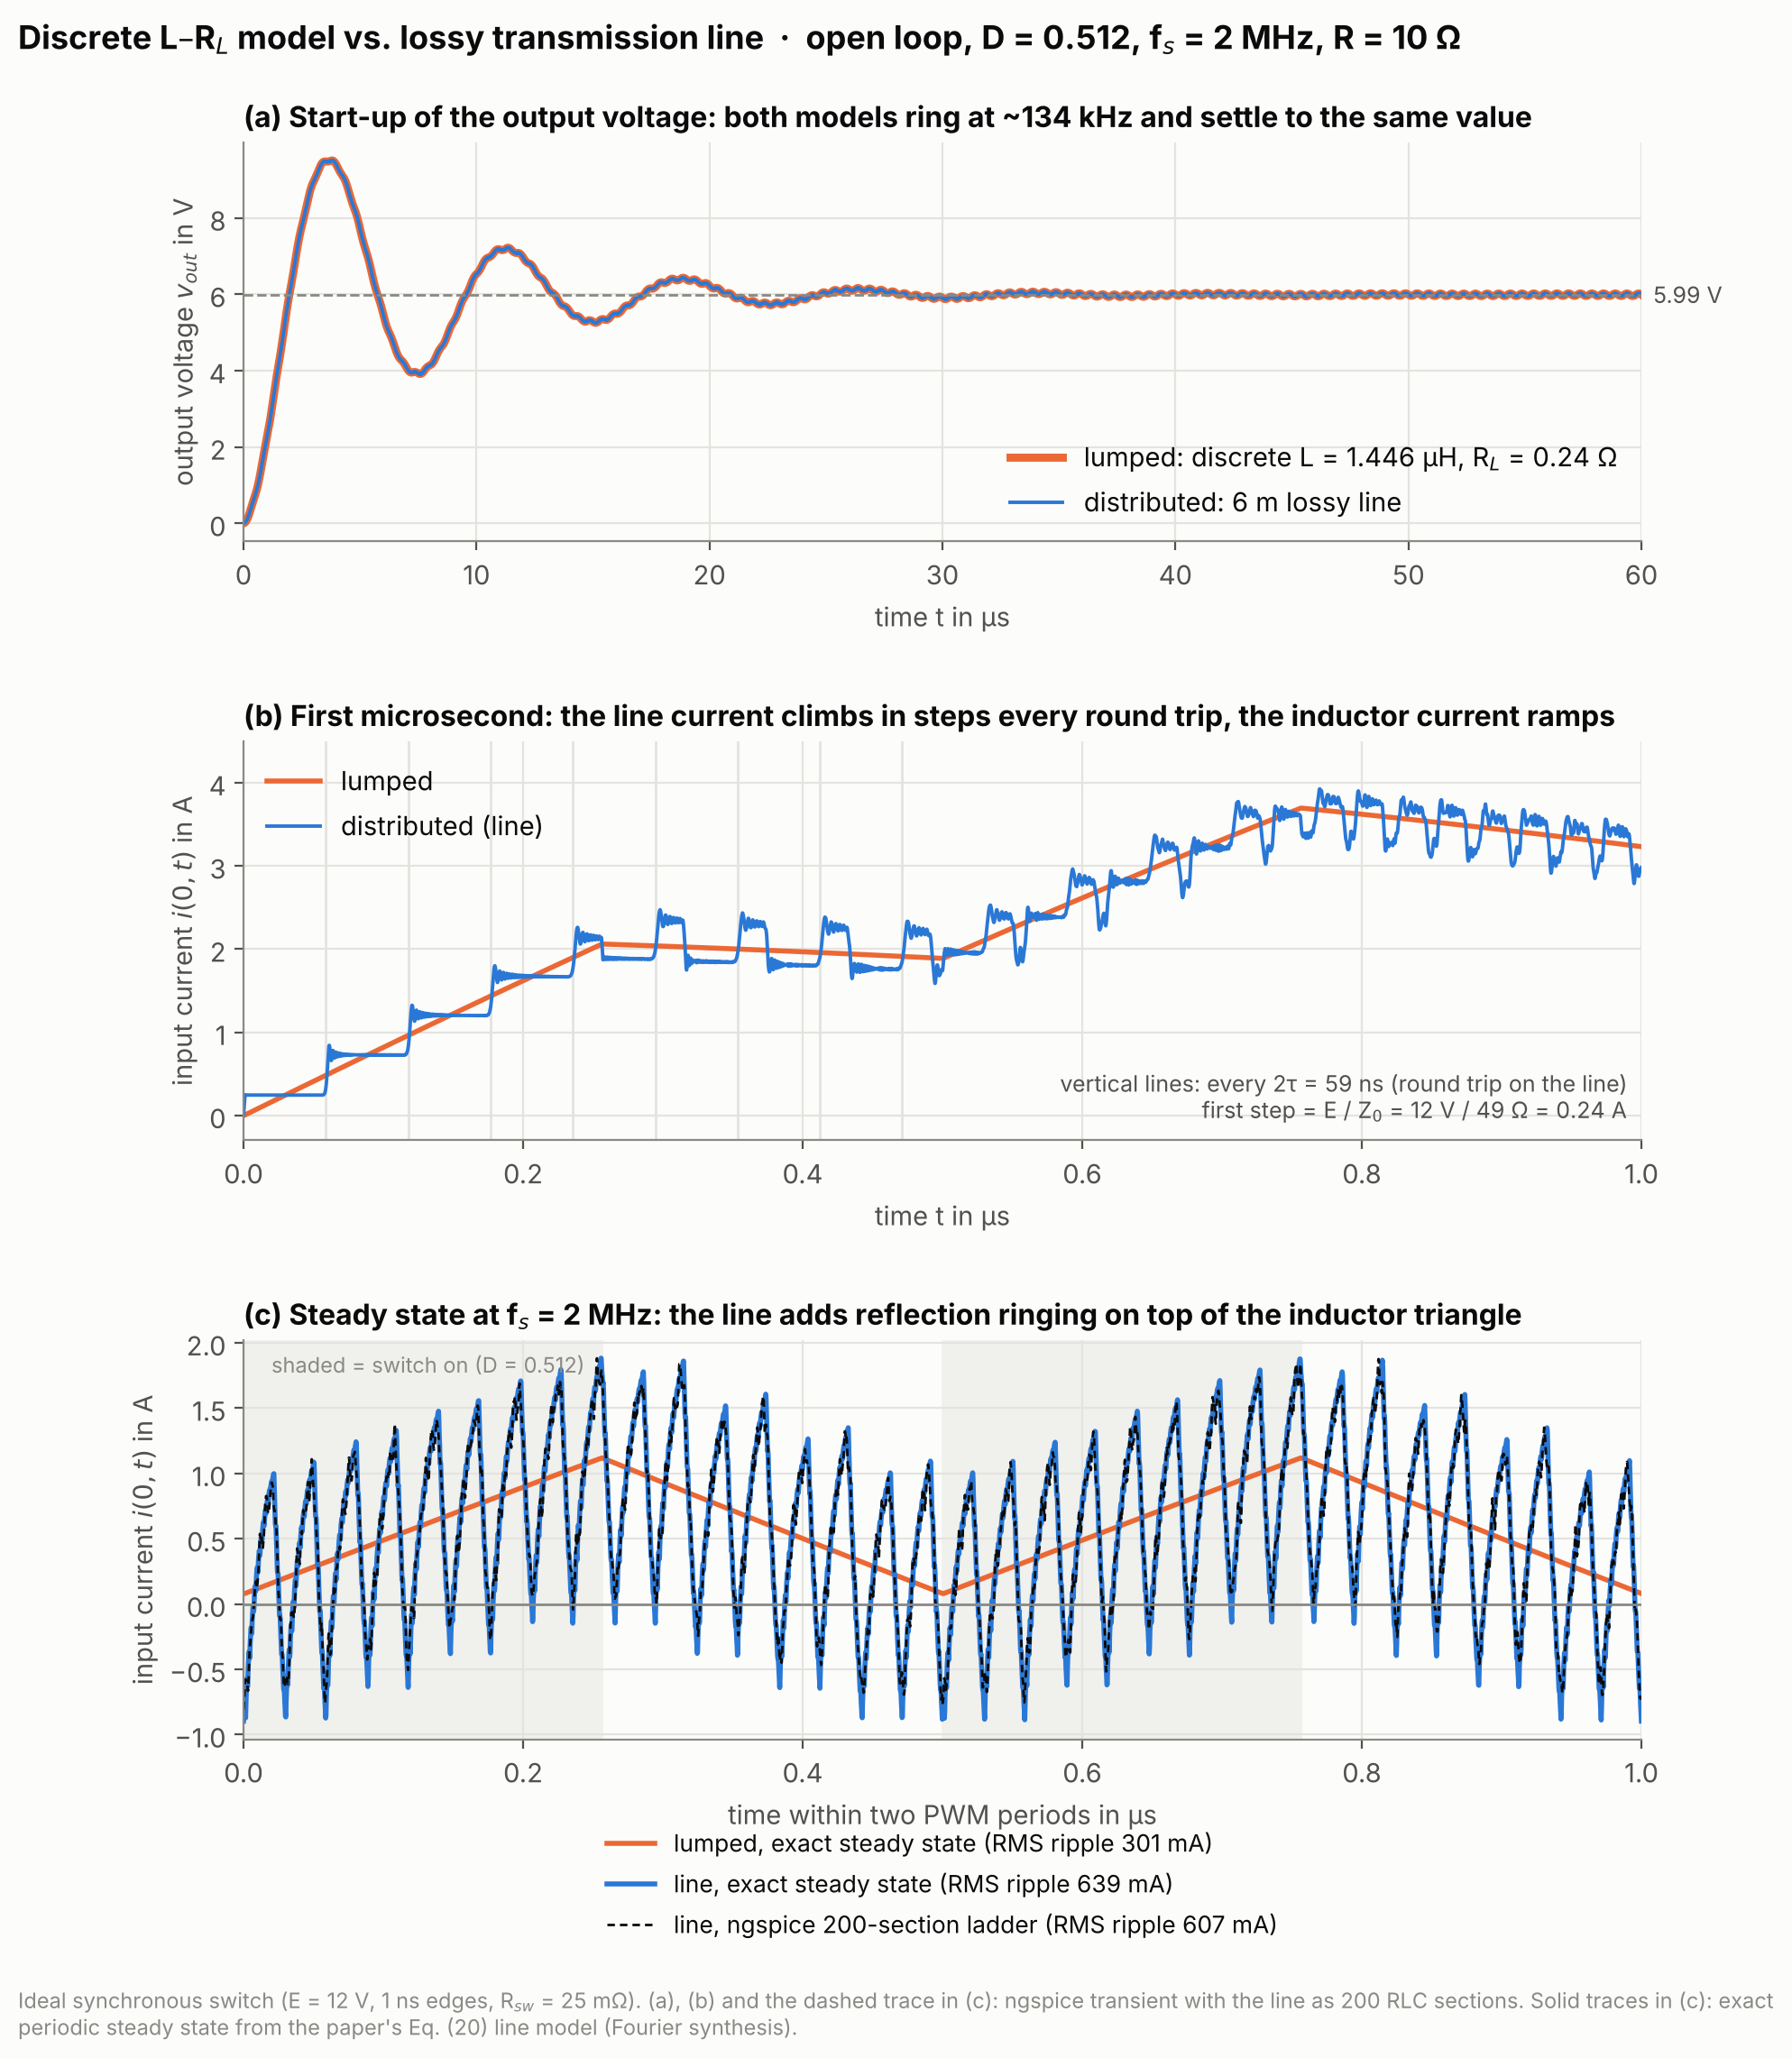 Discrete L–R_L model vs. lossy transmission line · open loop, D = 0.512, f_s = 2 MHz, R = 10 Ω
(a) Start-up of the output voltage: both models ring at ~134 kHz and settle to the same value
output voltage v_out in V
8
6
4
2
0
5.99 V
lumped: discrete L = 1.446 µH, R_L = 0.24 Ω
distributed: 6 m lossy line
0 10 20 30 40 50 60
time t in µs
(b) First microsecond: the line current climbs in steps every round trip, the inductor current ramps
input current i(0, t) in A
4
3
2
1
0
lumped
distributed (line)
vertical lines: every 2τ = 59 ns (round trip on the line)
first step = E / Z₀ = 12 V / 49 Ω = 0.24 A
0.0 0.2 0.4 0.6 0.8 1.0
time t in µs
(c) Steady state at f_s = 2 MHz: the line adds reflection ringing on top of the inductor triangle
input current i(0, t) in A
2.0
1.5
1.0
0.5
0.0
−0.5
−1.0
shaded = switch on (D = 0.512)
0.0 0.2 0.4 0.6 0.8 1.0
time within two PWM periods in µs
lumped, exact steady state (RMS ripple 301 mA)
line, exact steady state (RMS ripple 639 mA)
line, ngspice 200-section ladder (RMS ripple 607 mA)
Ideal synchronous switch (E = 12 V, 1 ns edges, R_sw = 25 mΩ). (a), (b) and the dashed trace in (c): ngspice transient with the line as 200 RLC sections. Solid traces in (c): exact
periodic steady state from the paper's Eq. (20) line model (Fourier synthesis).